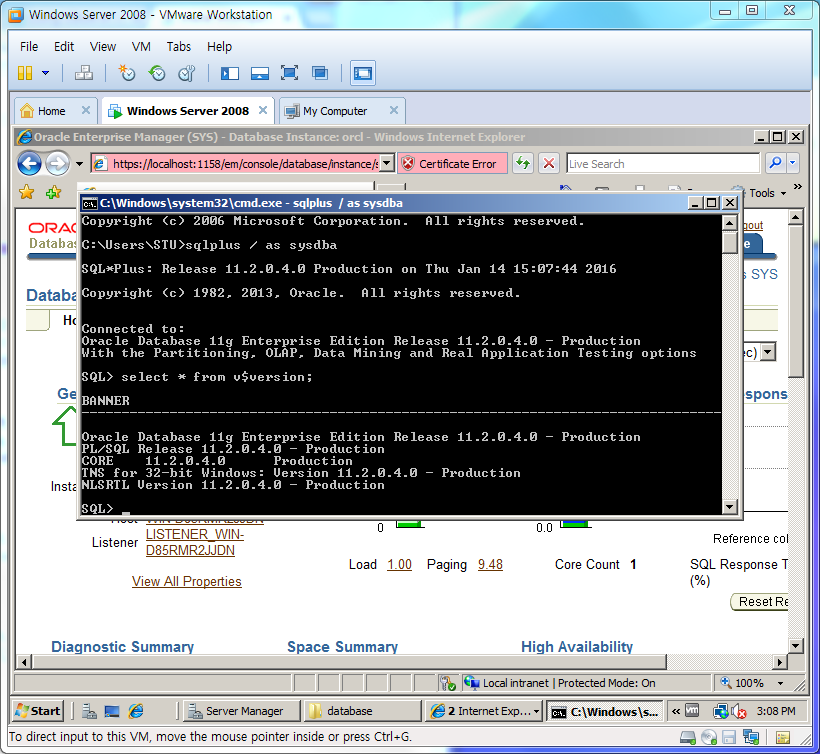 Windows Server 2008 - VMware Workstation
File Edit View VM Tabs Help
Home Windows Server 2008 My Computer
Oracle Enterprise Manager (SYS) - Database Instance: orcl - Windows Internet Explorer
https://localhost:1158/em/console/database/instance/s Certificate Error Live Search
Tools
C:\Windows\system32\cmd.exe - sqlplus / as sysdba
Copyright (c) 2006 Microsoft Corporation. All rights reserved.
C:\Users\STU>sqlplus / as sysdba
SQL*Plus: Release 11.2.0.4.0 Production on Thu Jan 14 15:07:44 2016
Copyright (c) 1982, 2013, Oracle. All rights reserved.
Connected to:
Oracle Database 11g Enterprise Edition Release 11.2.0.4.0 - Production
With the Partitioning, OLAP, Data Mining and Real Application Testing options
SQL> select * from v$version;
BANNER
--------------------------------------------------------------------------------
Oracle Database 11g Enterprise Edition Release 11.2.0.4.0 - Production
PL/SQL Release 11.2.0.4.0 - Production
CORE 11.2.0.4.0 Production
TNS for 32-bit Windows: Version 11.2.0.4.0 - Production
NLSRTL Version 11.2.0.4.0 - Production
SQL> _
ORAC
Databas
gout
s SYS
Databa
Ho
ec)
Ge
spons
Insta
0 0.0
Listener LISTENER_WIN-
D85RMR2JJDN
Reference col
Load 1.00 Paging 9.48 Core Count 1 SQL Response T
(%)
View All Properties
Reset Re
Diagnostic Summary Space Summary High Availability
Local intranet | Protected Mode: On 100%
Start Server Manager database 2 Internet Exp... C:\Windows\s... 3:08 PM
To direct input to this VM, move the mouse pointer inside or press Ctrl+G.